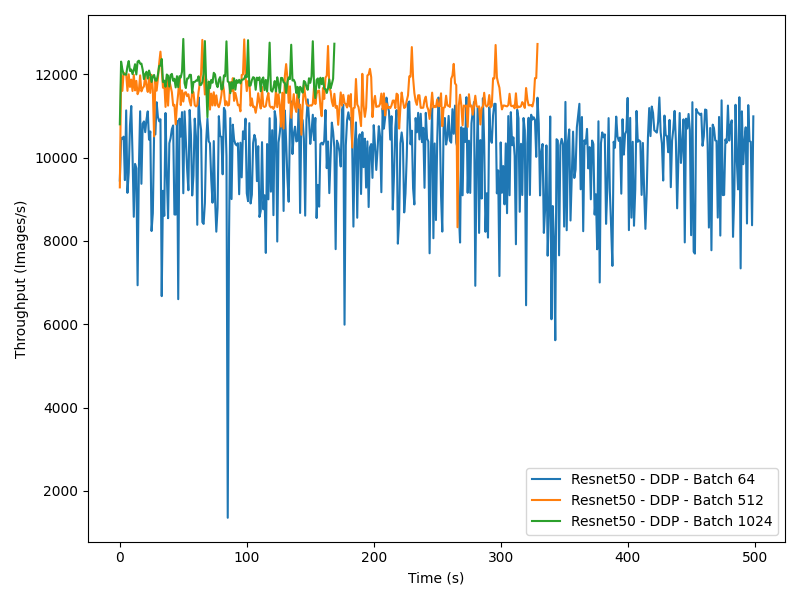 Throughput (Images/s)
12000
10000
8000
6000
4000
2000
0
100
200
300
400
500
Time (s)
Resnet50 - DDP - Batch 64
Resnet50 - DDP - Batch 512
Resnet50 - DDP - Batch 1024